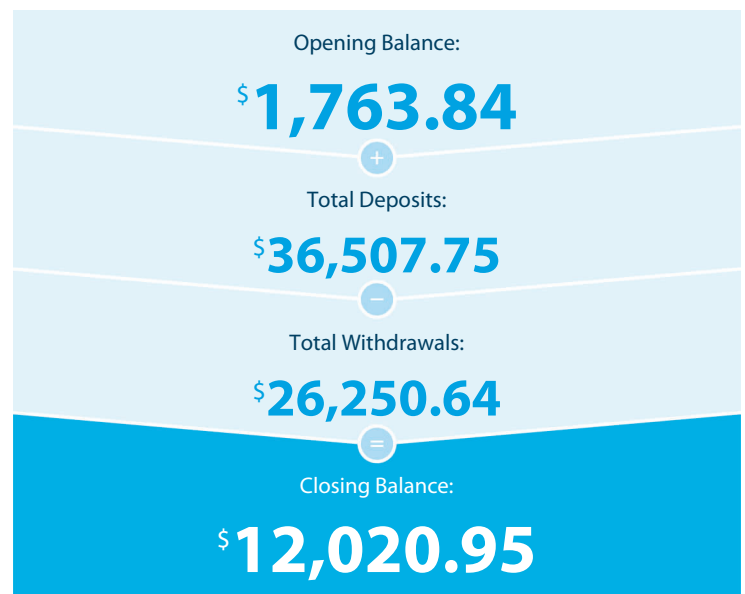 Opening Balance:
$1,763.84
+
Total Deposits:
$36,507.75
−
Total Withdrawals:
$26,250.64
=
Closing Balance:
$12,020.95